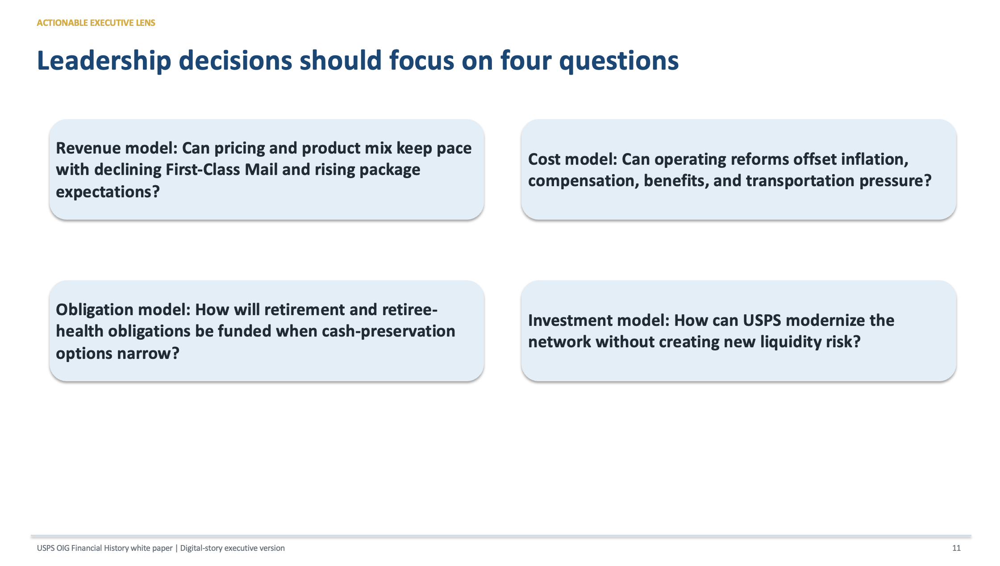 ACTIONABLE EXECUTIVE LENS
Leadership decisions should focus on four questions
Revenue model: Can pricing and product mix keep pace
with declining First-Class Mail and rising package
expectations?
Cost model: Can operating reforms offset inflation,
compensation, benefits, and transportation pressure?
Obligation model: How will retirement and retiree-
health obligations be funded when cash-preservation
options narrow?
Investment model: How can USPS modernize the
network without creating new liquidity risk?
USPS OIG Financial History white paper | Digital-story executive version
11